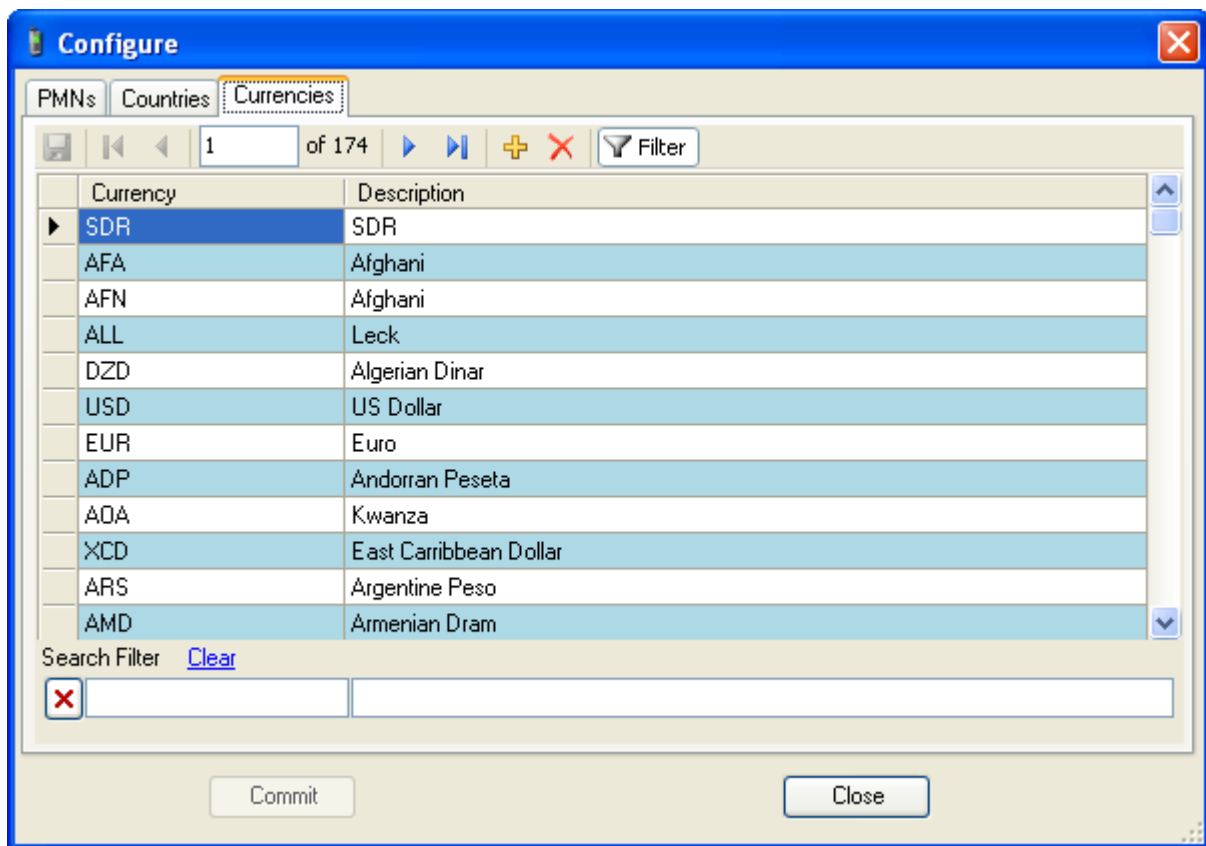 Configure
PMNs Countries Currencies
1 of 174 Filter
Currency Description
SDR SDR
AFA Afghani
AFN Afghani
ALL Leck
DZD Algerian Dinar
USD US Dollar
EUR Euro
ADP Andorran Peseta
AOA Kwanza
XCD East Carribbean Dollar
ARS Argentine Peso
AMD Armenian Dram
Search Filter Clear
Commit Close